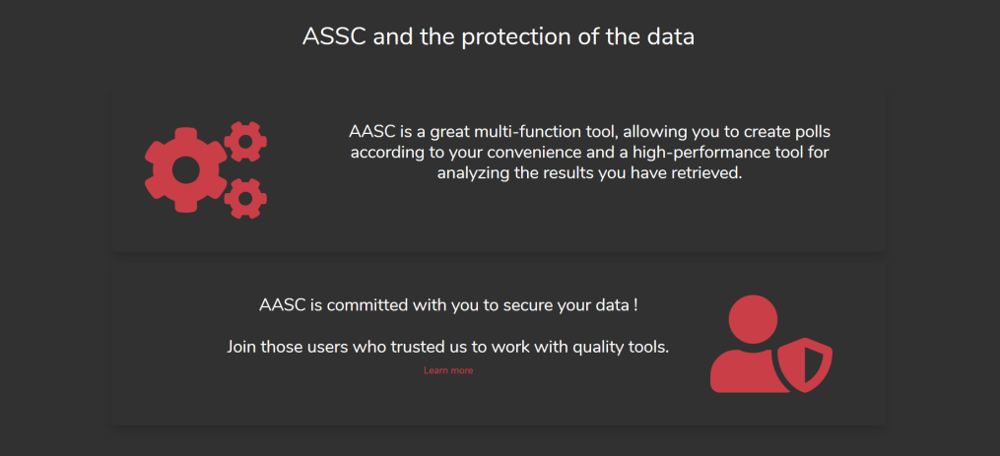 ASSC and the protection of the data
AASC is a great multi-function tool, allowing you to create polls
according to your convenience and a high-performance tool for
analyzing the results you have retrieved.
AASC is committed with you to secure your data !
Join those users who trusted us to work with quality tools.
Learn more